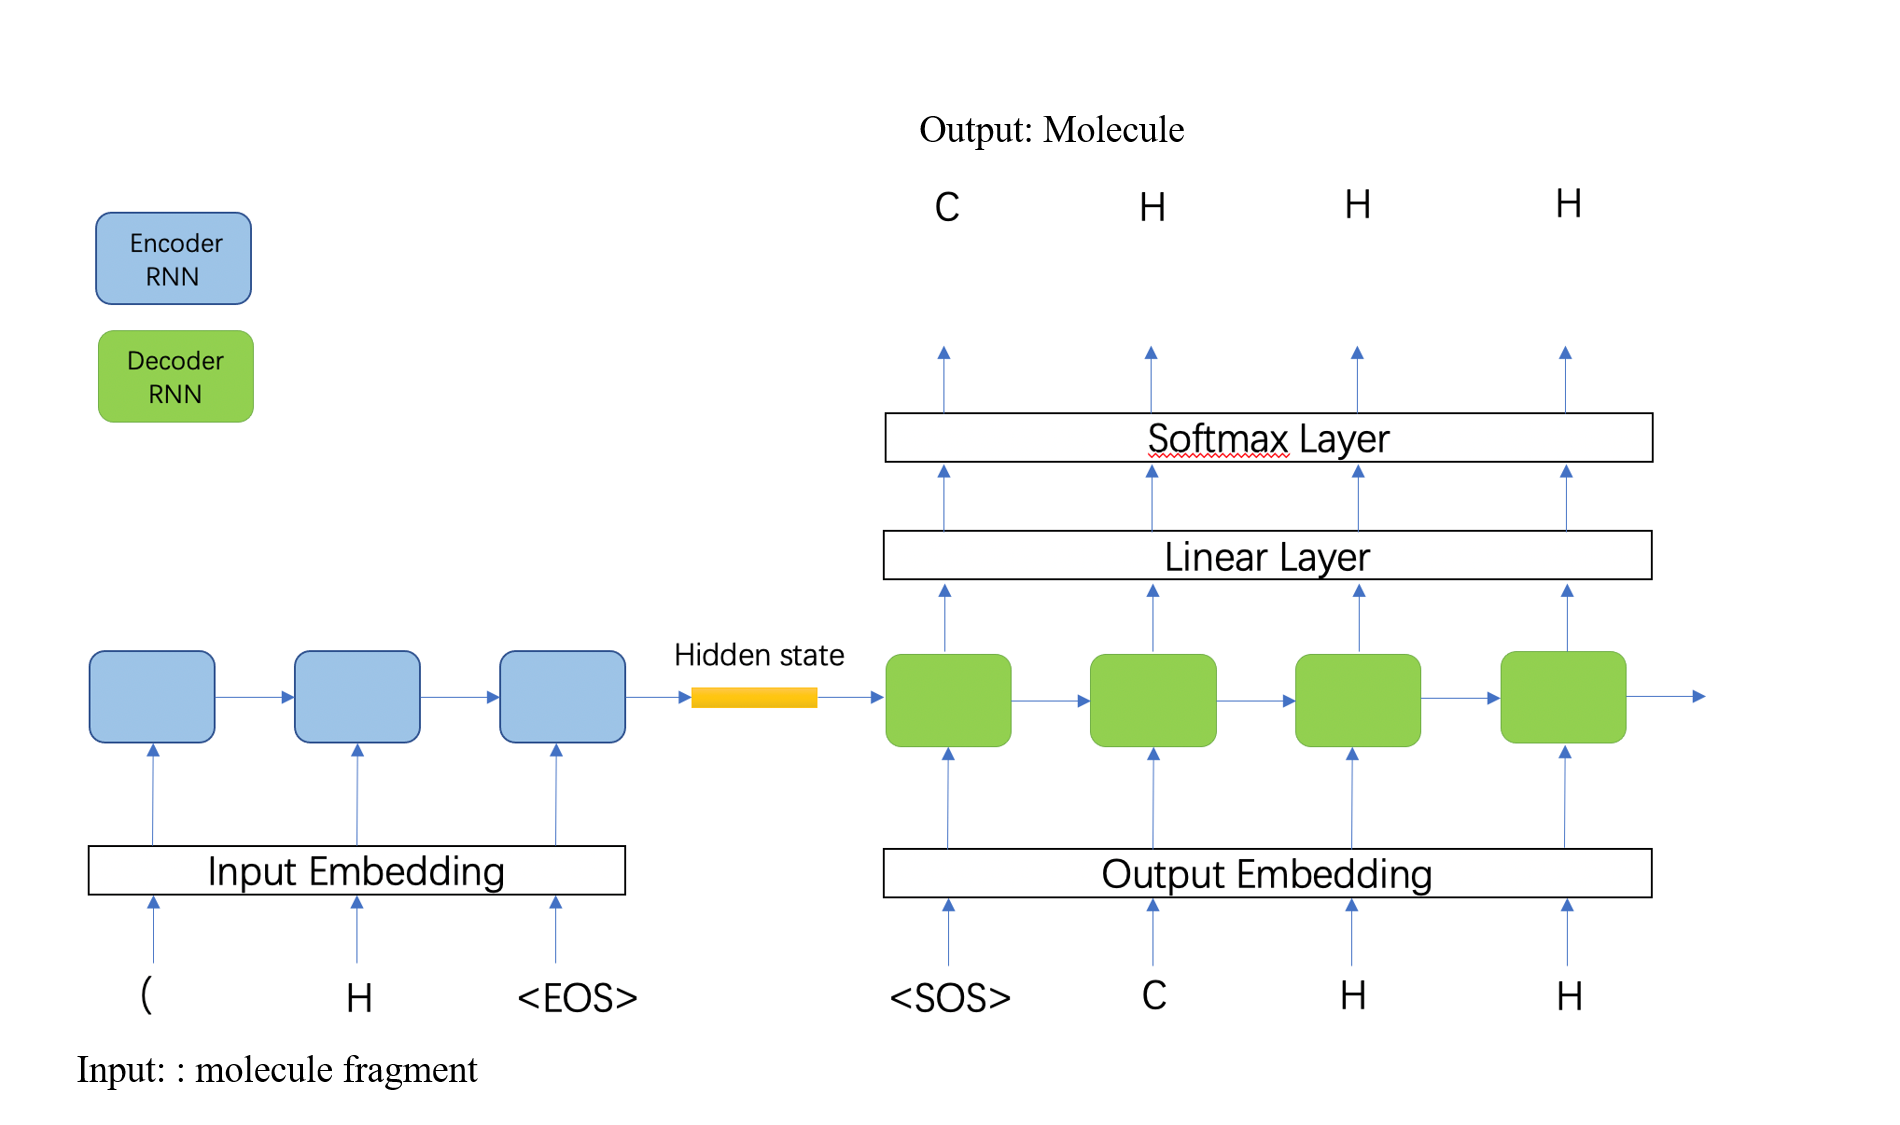 Output: Molecule
C H H H
Encoder
RNN
Decoder
RNN
Softmax Layer
Linear Layer
Hidden state
Input Embedding
Output Embedding
( H <EOS> <SOS> C H H
Input: : molecule fragment